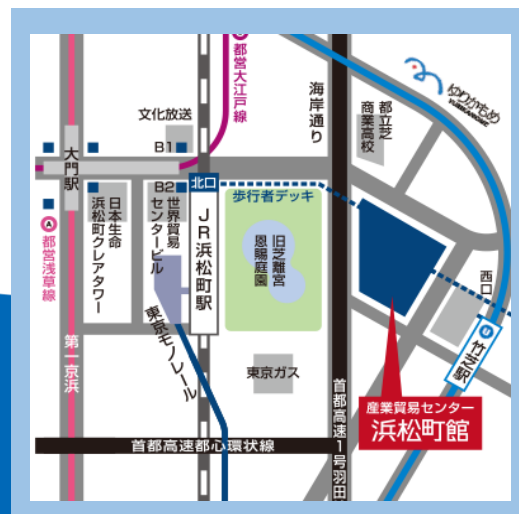 都営大江戸線
海岸通り
ゆりかもめ
YURIKAMOME
文化放送
都立芝
商業高校
B1
大門駅
B2
北口
歩行者デッキ
日本生命
浜松町クレアタワー
世界貿易
センタービル
JR浜松町駅
旧芝離宮
恩賜庭園
A
都営浅草線
西口
U
竹芝駅
東京モノレール
第一京浜
東京ガス
首都高速1号羽田
産業貿易センター
浜松町館
首都高速都心環状線